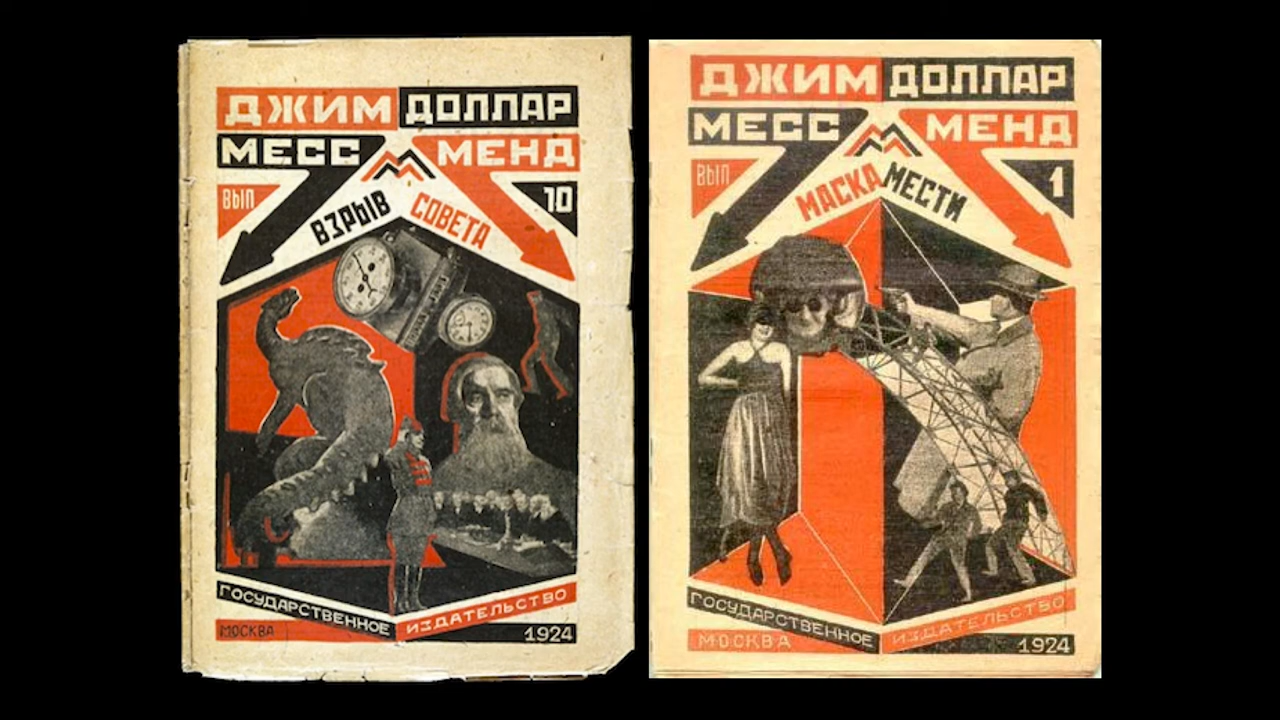 ДЖИМ ДОЛЛАР
МЕСС МЕНД
ВЫП 10
ВЗРЫВ СОВЕТА
ГОСУДАРСТВЕННОЕ ИЗДАТЕЛЬСТВО
МОСКВА 1924
ДЖИМ ДОЛЛАР
МЕСС МЕНД
ВЫП 1
МАСКА МЕСТИ
ГОСУДАРСТВЕННОЕ ИЗДАТЕЛЬСТВО
МОСКВА 1924